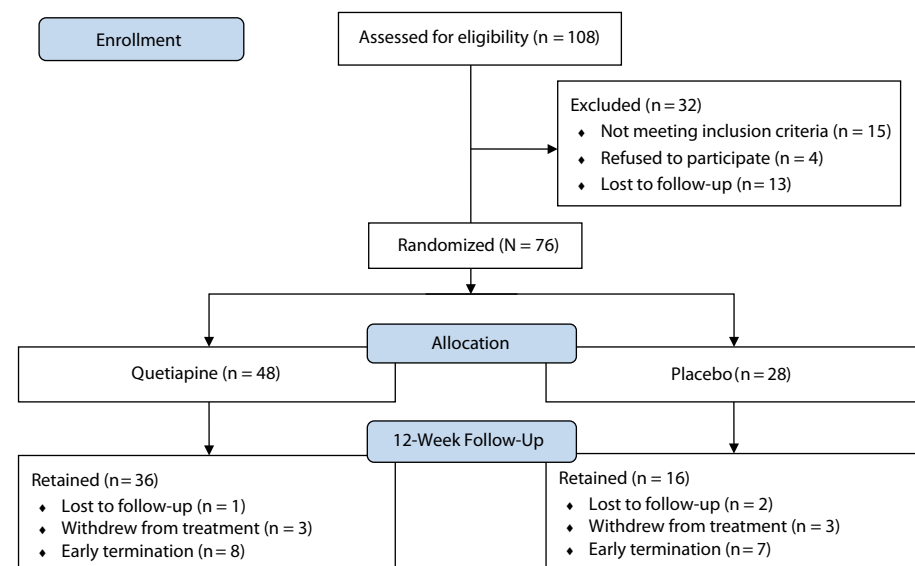 Enrollment
Assessed for eligibility (n = 108)
Excluded (n = 32)
♦ Not meeting inclusion criteria (n = 15)
♦ Refused to participate (n = 4)
♦ Lost to follow-up (n = 13)
Randomized (N = 76)
Allocation
Quetiapine (n = 48)
Placebo (n = 28)
12-Week Follow-Up
Retained (n = 36)
♦ Lost to follow-up (n = 1)
♦ Withdrew from treatment (n = 3)
♦ Early termination (n = 8)
Retained (n = 16)
♦ Lost to follow-up (n = 2)
♦ Withdrew from treatment (n = 3)
♦ Early termination (n = 7)